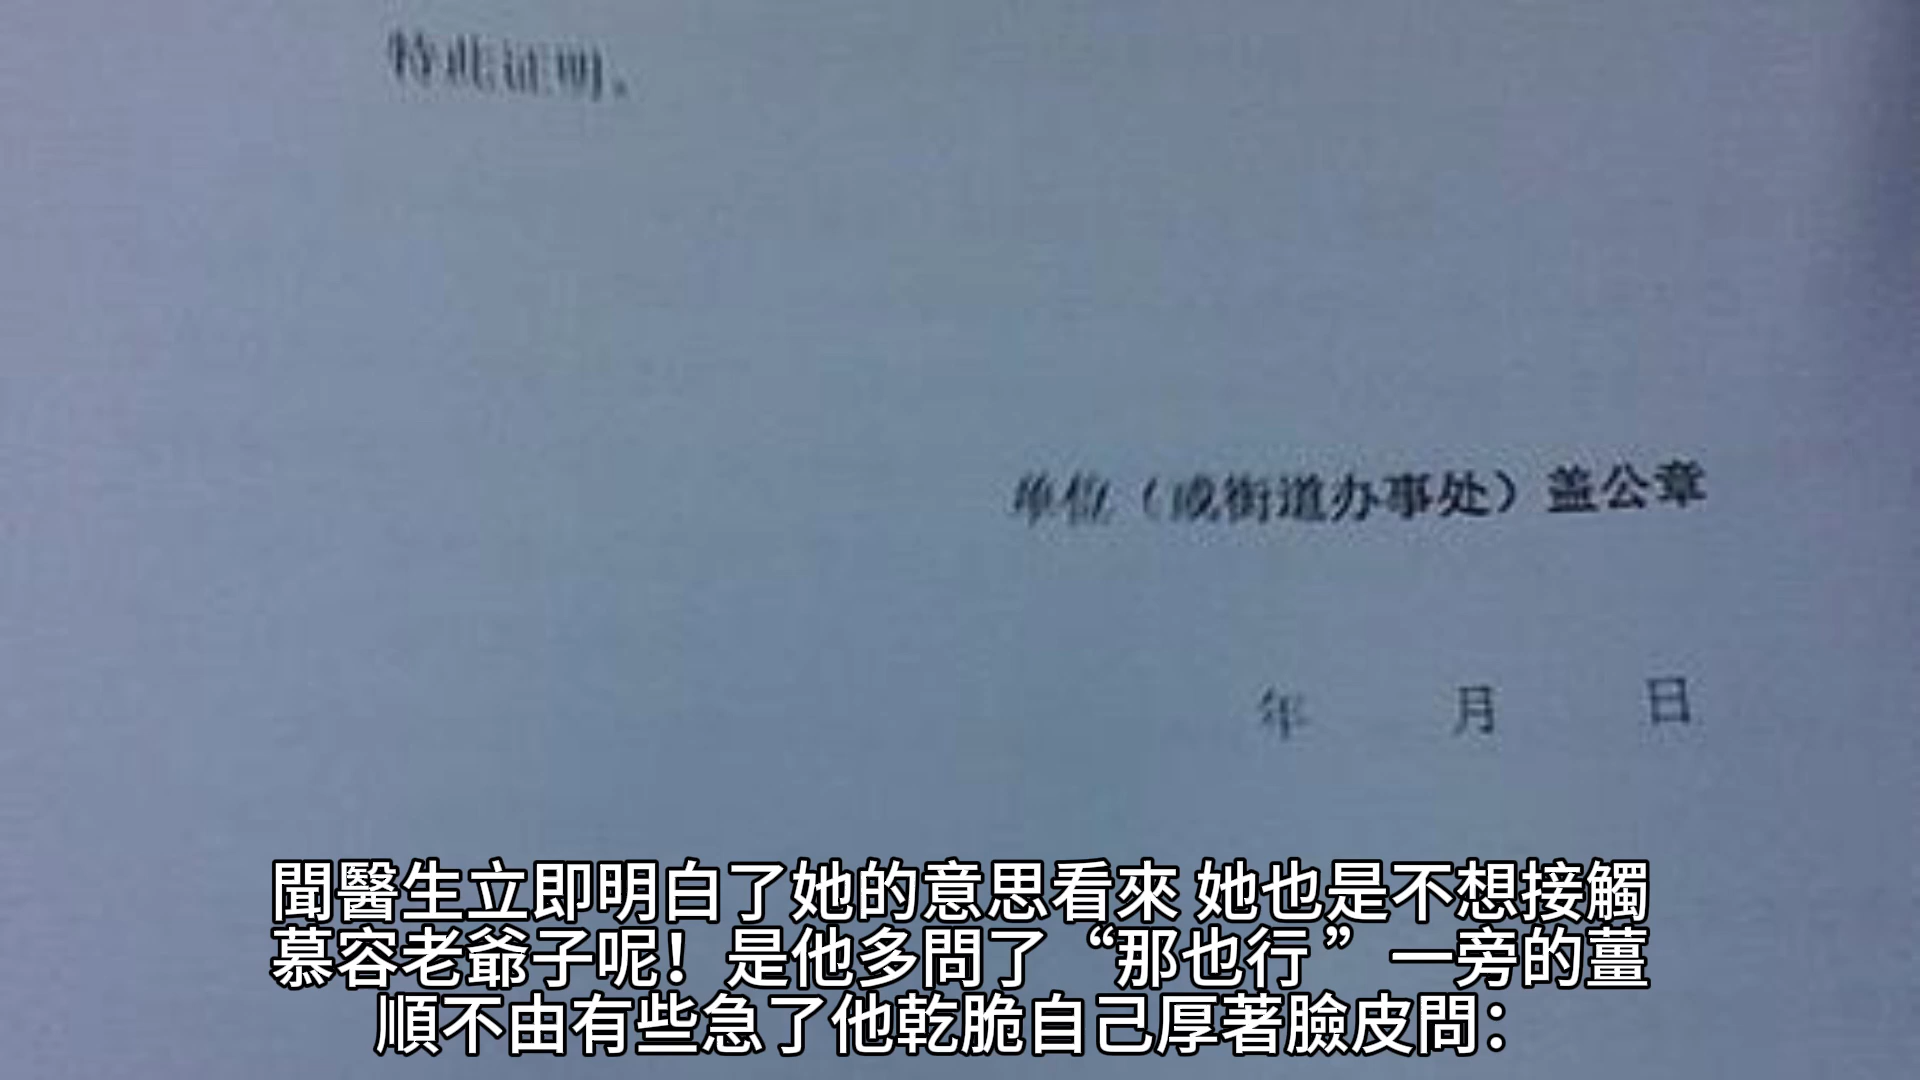 特此证明。
单位（或街道办事处）盖公章
年 月 日
聞醫生立即明白了她的意思看來 她也是不想接觸
慕容老爺子呢！是他多問了“那也行”一旁的薑
順不由有些急了他乾脆自己厚著臉皮問：